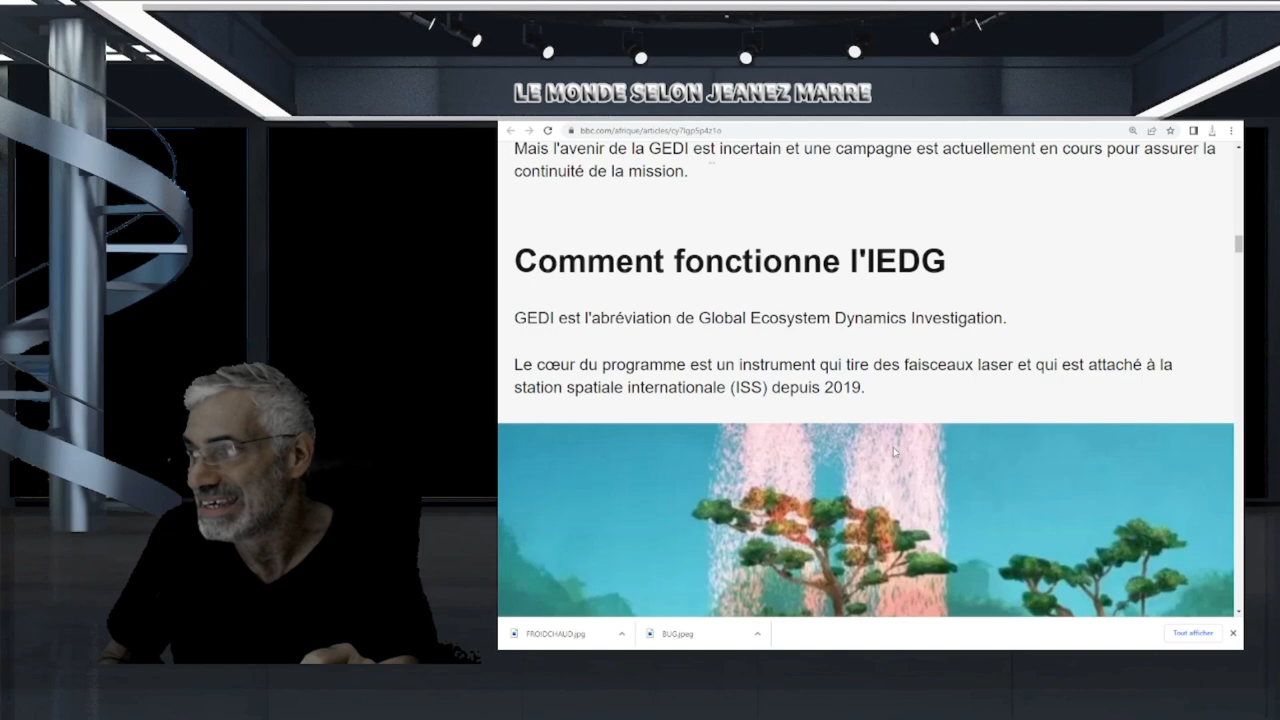 LE MONDE SELON JEANEZ MARRE
bbc.com/afrique/articles/cy7lgp5p4z1o
Mais l'avenir de la GEDI est incertain et une campagne est actuellement en cours pour assurer la
continuité de la mission.
Comment fonctionne l'IEDG
GEDI est l'abréviation de Global Ecosystem Dynamics Investigation.
Le cœur du programme est un instrument qui tire des faisceaux laser et qui est attaché à la
station spatiale internationale (ISS) depuis 2019.
FROIDCHAUD.jpg
BUG.jpeg
Tout afficher